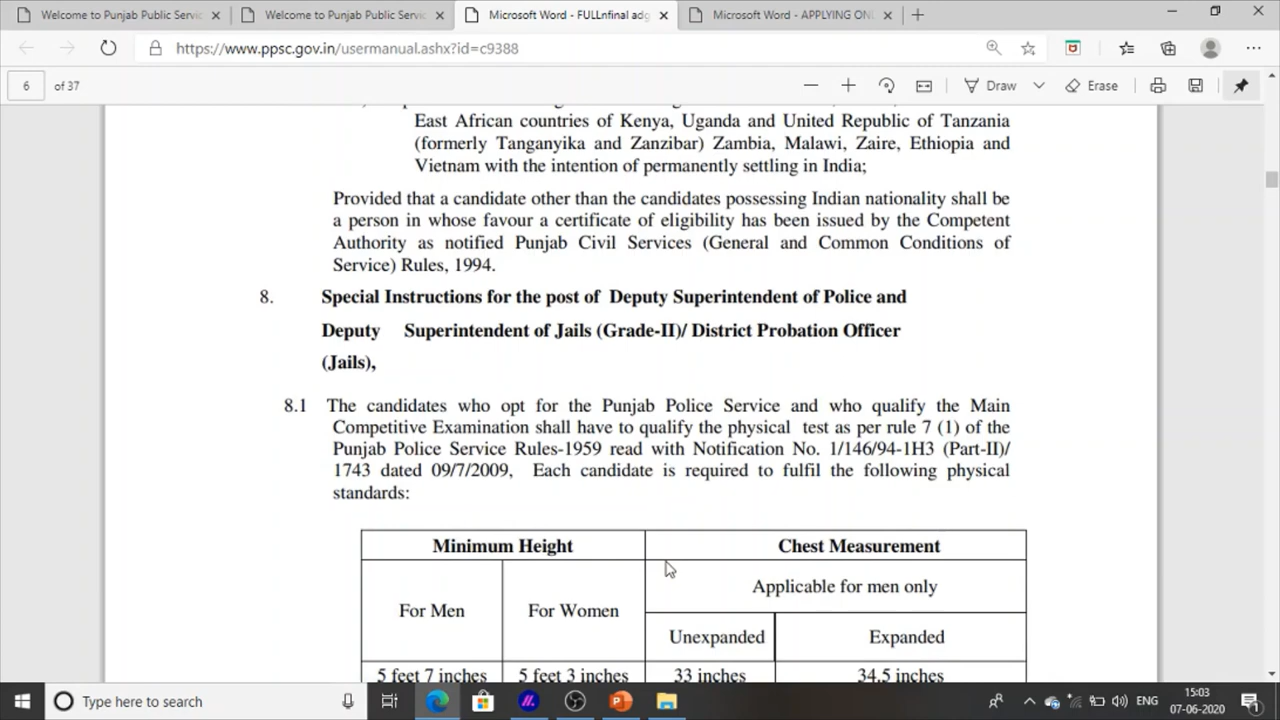 Welcome to Punjab Public Servic
Welcome to Punjab Public Servic
Microsoft Word - FULLnfinal adg
Microsoft Word - APPLYING ONL
https://www.ppsc.gov.in/usermanual.ashx?id=c9388
6 of 37
Draw
Erase
East African countries of Kenya, Uganda and United Republic of Tanzania
(formerly Tanganyika and Zanzibar) Zambia, Malawi, Zaire, Ethiopia and
Vietnam with the intention of permanently settling in India;
Provided that a candidate other than the candidates possessing Indian nationality shall be
a person in whose favour a certificate of eligibility has been issued by the Competent
Authority as notified Punjab Civil Services (General and Common Conditions of
Service) Rules, 1994.
8. Special Instructions for the post of Deputy Superintendent of Police and
Deputy Superintendent of Jails (Grade-II)/ District Probation Officer
(Jails),
8.1 The candidates who opt for the Punjab Police Service and who qualify the Main
Competitive Examination shall have to qualify the physical test as per rule 7 (1) of the
Punjab Police Service Rules-1959 read with Notification No. 1/146/94-1H3 (Part-II)/
1743 dated 09/7/2009, Each candidate is required to fulfil the following physical
standards:
Minimum Height Chest Measurement
Applicable for men only
For Men For Women
Unexpanded Expanded
5 feet 7 inches 5 feet 3 inches 33 inches 34.5 inches
Type here to search
ENG
15:03
07-06-2020